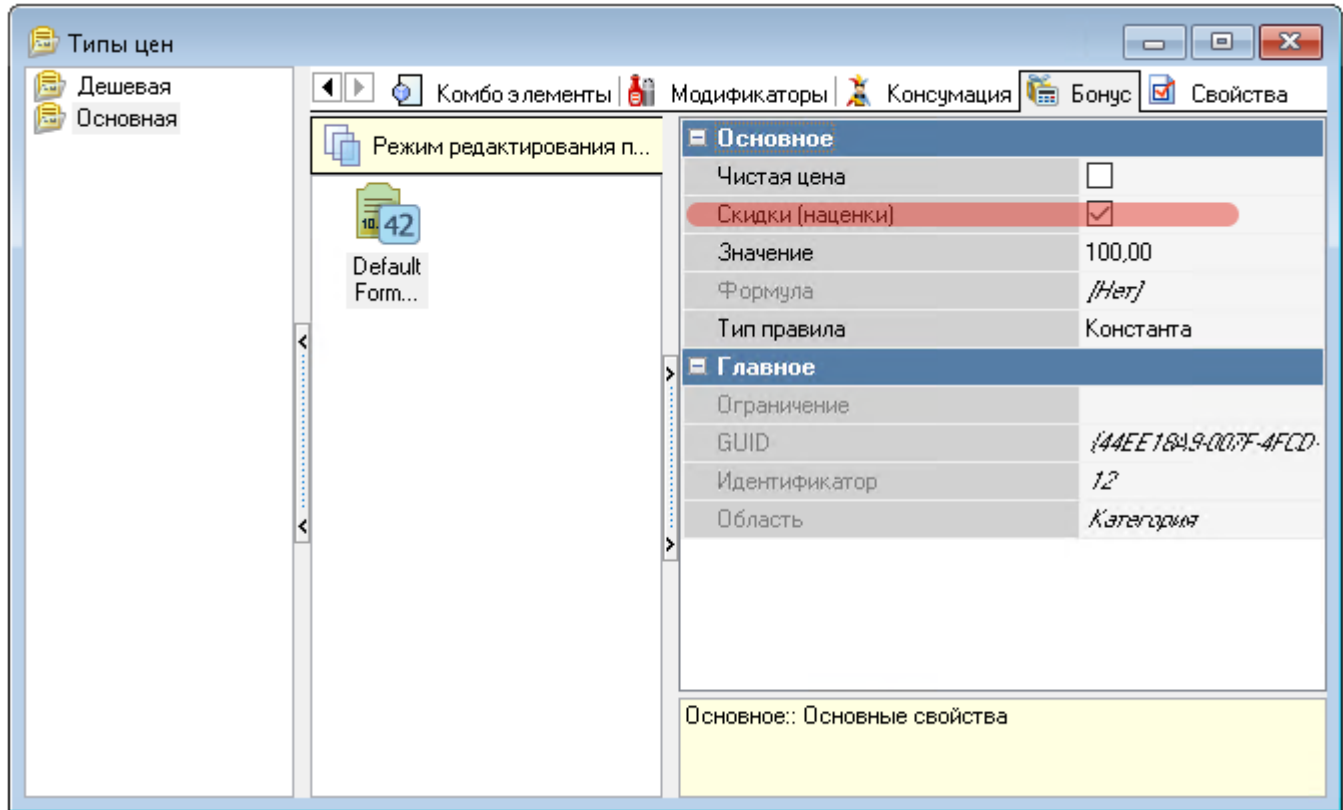 Типы цен
Дешевая
Основная
Комбо элементы
Модификаторы
Консумация
Бонус
Свойства
Режим редактирования п...
10.
42
Default
Form...
Основное
Чистая цена
Скидки (наценки)
Значение 100,00
Формула [Нет]
Тип правила Константа
Главное
Ограничение
GUID {44EE18A9-007F-4FCD-
Идентификатор 12
Область Категория
Основное:: Основные свойства